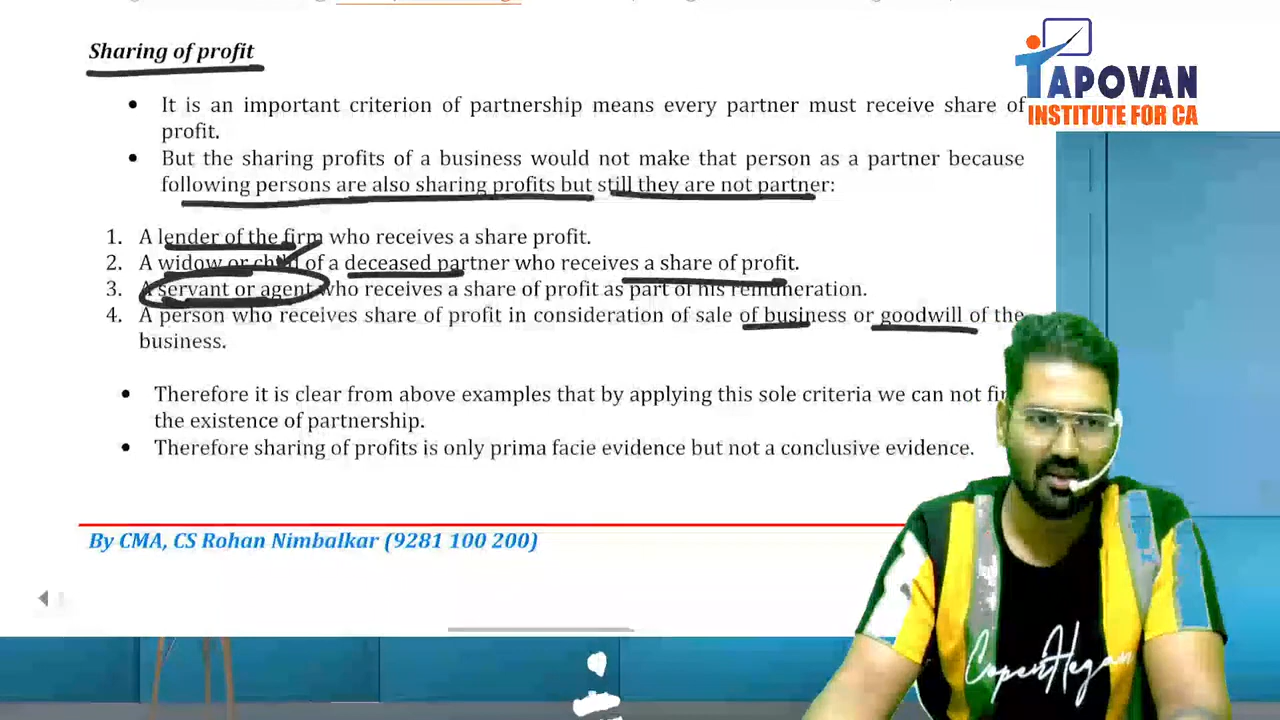 Sharing of profit
TAPOVAN
INSTITUTE FOR CA
• It is an important criterion of partnership means every partner must receive share of
profit.
• But the sharing profits of a business would not make that person as a partner because
following persons are also sharing profits but still they are not partner:
1. A lender of the firm who receives a share profit.
2. A widow or child of a deceased partner who receives a share of profit.
3. A servant or agent who receives a share of profit as part of his remuneration.
4. A person who receives share of profit in consideration of sale of business or goodwill of the
business.
• Therefore it is clear from above examples that by applying this sole criteria we can not
the existence of partnership.
• Therefore sharing of profits is only prima facie evidence but not a conclusive evidence.
By CMA, CS Rohan Nimbalkar (9281 100 200)
CopenHegan